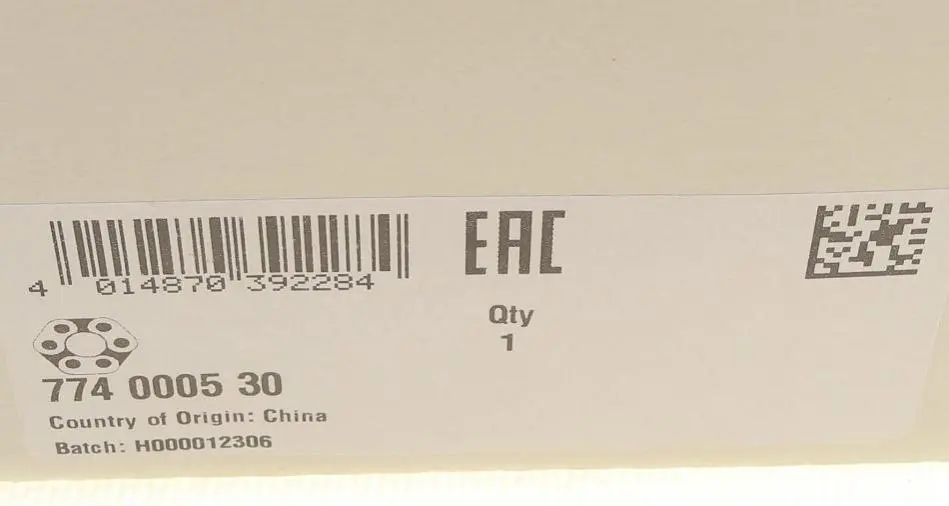 4 014870 392284
EAC
Qty
1
774 0005 30
Country of Origin: China
Batch: H000012306